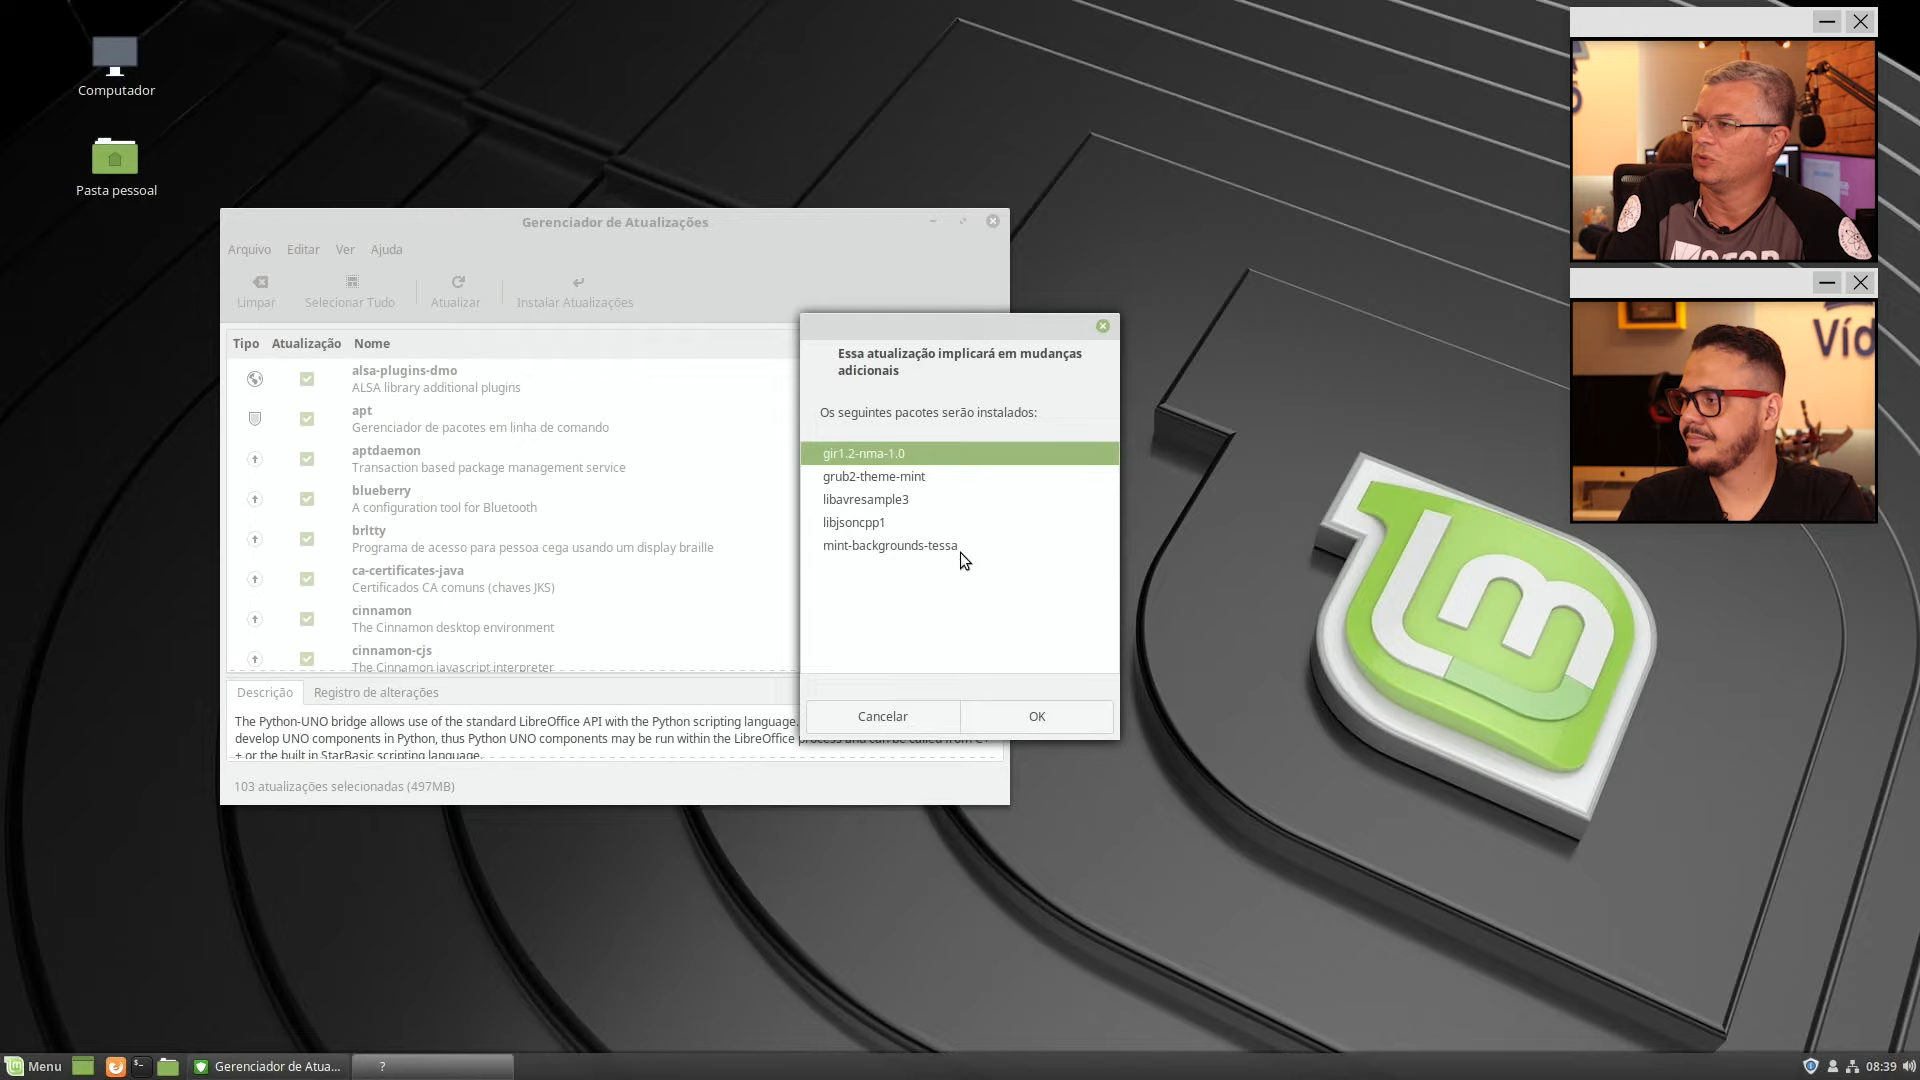 Computador
Pasta pessoal
Gerenciador de Atualizações
Arquivo Editar Ver Ajuda
Limpar Selecionar Tudo Atualizar Instalar Atualizações
Tipo Atualização Nome
alsa-plugins-dmo
ALSA library additional plugins
apt
Gerenciador de pacotes em linha de comando
aptdaemon
Transaction based package management service
blueberry
A configuration tool for Bluetooth
brltty
Programa de acesso para pessoa cega usando um display braille
ca-certificates-java
Certificados CA comuns (chaves JKS)
cinnamon
The Cinnamon desktop environment
cinnamon-cjs
The Cinnamon javascript interpreter
Descrição Registro de alterações
The Python-UNO bridge allows use of the standard LibreOffice API with the Python scripting language.
develop UNO components in Python, thus Python UNO components may be run within the LibreOffice process and can be called from C+
+ or the built in StarBasic scripting language.
103 atualizações selecionadas (497MB)
Essa atualização implicará em mudanças
adicionais
Os seguintes pacotes serão instalados:
gir1.2-nma-1.0
grub2-theme-mint
libavresample3
libjsoncpp1
mint-backgrounds-tessa
Cancelar OK
Víd
Menu Gerenciador de Atua... ? 08:39